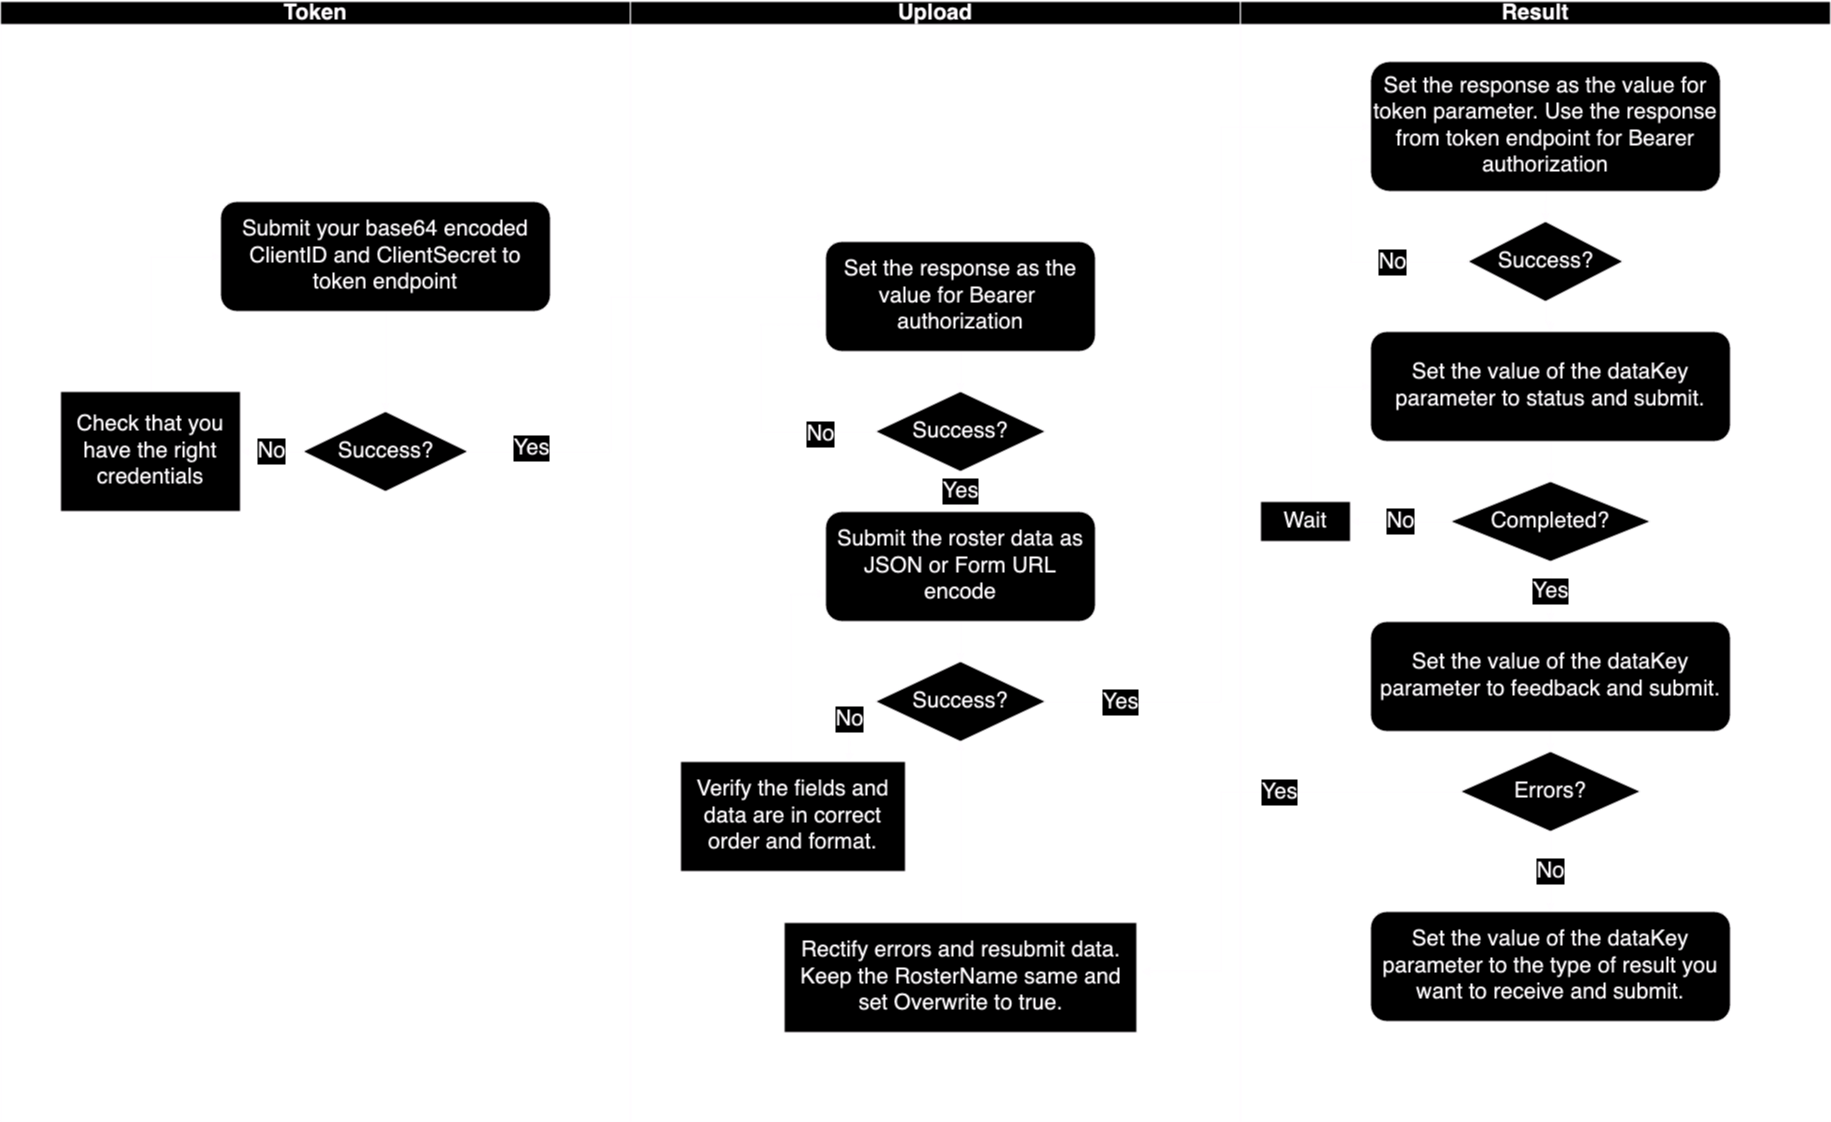 Token
Submit your base64 encoded
ClientID and ClientSecret to
token endpoint
Check that you
have the right
credentials
No
Success?
Yes
Upload
Set the response as the
value for Bearer
authorization
No
Success?
Yes
Submit the roster data as
JSON or Form URL
encode
Success?
Yes
No
Verify the fields and
data are in correct
order and format.
Rectify errors and resubmit data.
Keep the RosterName same and
set Overwrite to true.
Result
Set the response as the value for
token parameter. Use the response
from token endpoint for Bearer
authorization
No
Success?
Set the value of the dataKey
parameter to status and submit.
Wait
No
Completed?
Yes
Set the value of the dataKey
parameter to feedback and submit.
Yes
Errors?
No
Set the value of the dataKey
parameter to the type of result you
want to receive and submit.